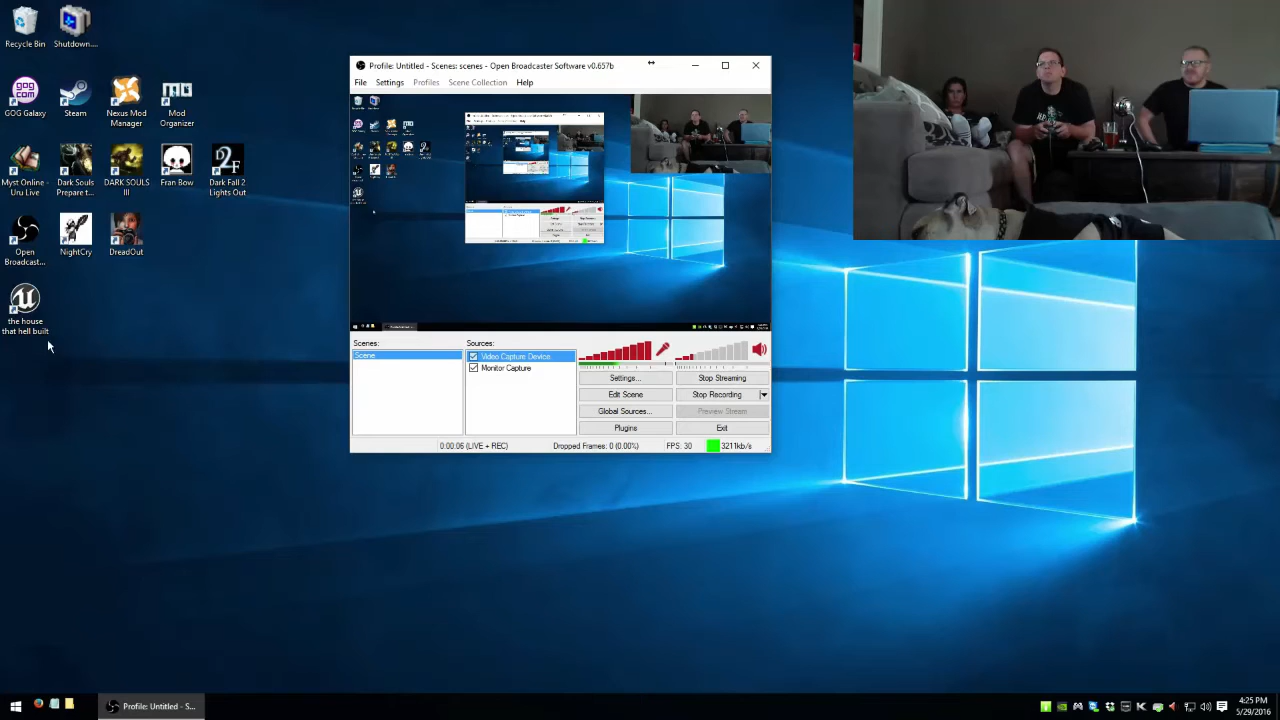 Recycle Bin
Shutdown....
GOG Galaxy
Steam
Nexus Mod
Manager
Mod
Organizer
Myst Online -
Uru Live
Dark Souls
Prepare t...
DARK SOULS
III
Fran Bow
Dark Fall 2
Lights Out
Open
Broadcast...
NightCry
DreadOut
the house
that hell built
Profile: Untitled - Scenes: scenes - Open Broadcaster Software v0.657b
File Settings Profiles Scene Collection Help
Scenes:
Scene
Sources:
Video Capture Device
Monitor Capture
Settings...
Stop Streaming
Edit Scene
Stop Recording
Global Sources...
Preview Stream
Plugins
Exit
0:00:06 (LIVE + REC)
Dropped Frames: 0 (0.00%)
FPS: 30
3211kb/s
Profile: Untitled - S...
4:25 PM
5/29/2016